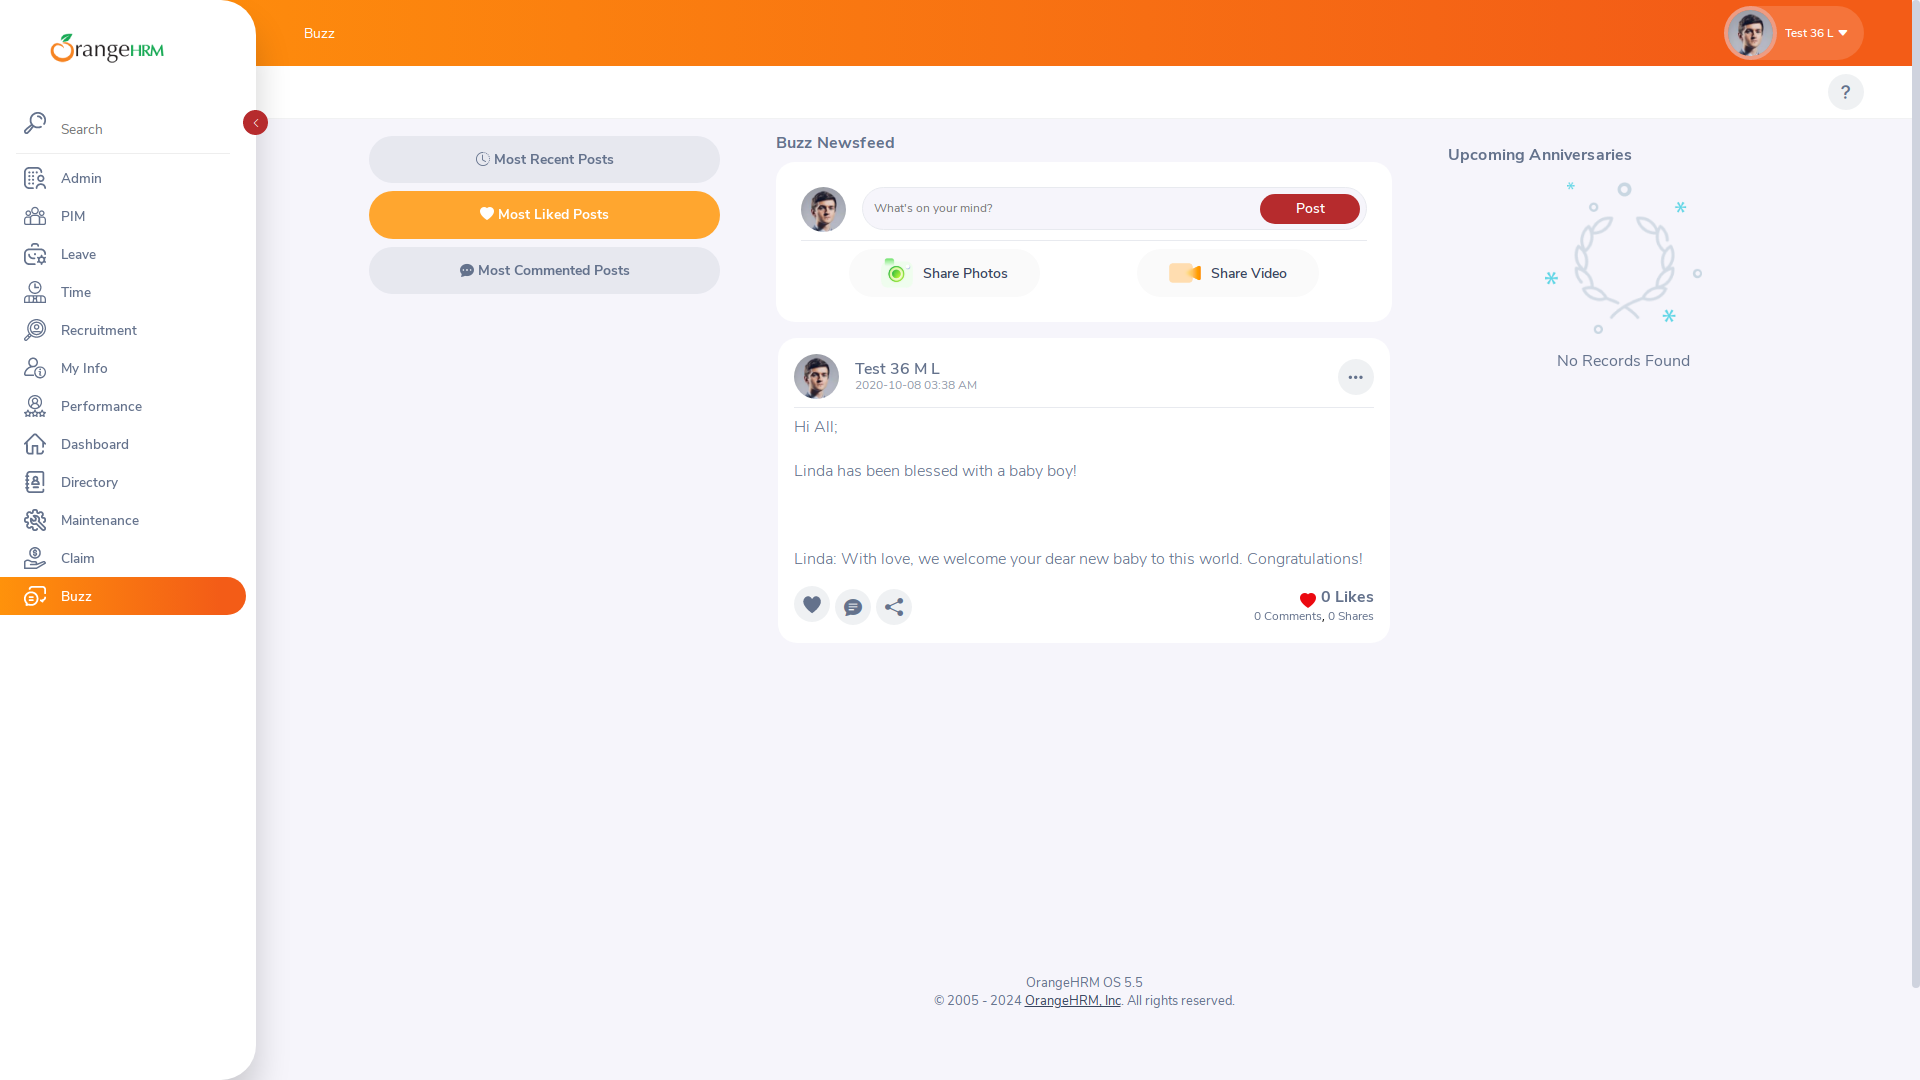 OrangeHRM
Search
Admin
PIM
Leave
Time
Recruitment
My Info
Performance
Dashboard
Directory
Maintenance
Claim
Buzz
Buzz
Test 36 L
?
Most Recent Posts
Most Liked Posts
Most Commented Posts
Buzz Newsfeed
What's on your mind?
Post
Share Photos
Share Video
Test 36 M L
2020-10-08 03:38 AM
Hi All;
Linda has been blessed with a baby boy!
Linda: With love, we welcome your dear new baby to this world. Congratulations!
0 Likes
0 Comments, 0 Shares
Upcoming Anniversaries
No Records Found
OrangeHRM OS 5.5
© 2005 - 2024 OrangeHRM, Inc. All rights reserved.